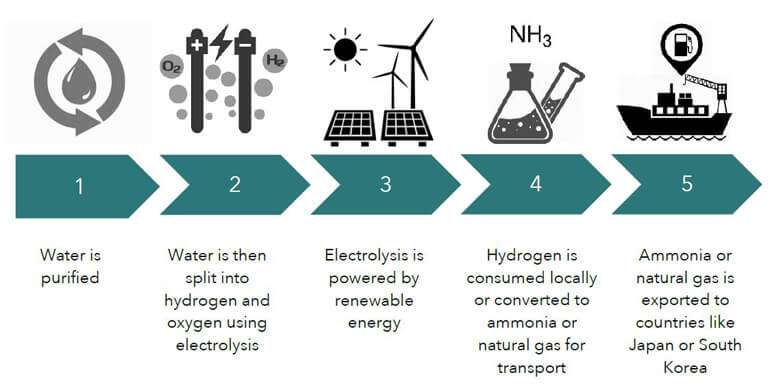 O2
+
-
H2
NH3
1
2
3
4
5
Water is
purified
Water is then
split into
hydrogen and
oxygen using
electrolysis
Electrolysis is
powered by
renewable
energy
Hydrogen is
consumed locally
or converted to
ammonia or
natural gas for
transport
Ammonia or
natural gas is
exported to
countries like
Japan or South
Korea